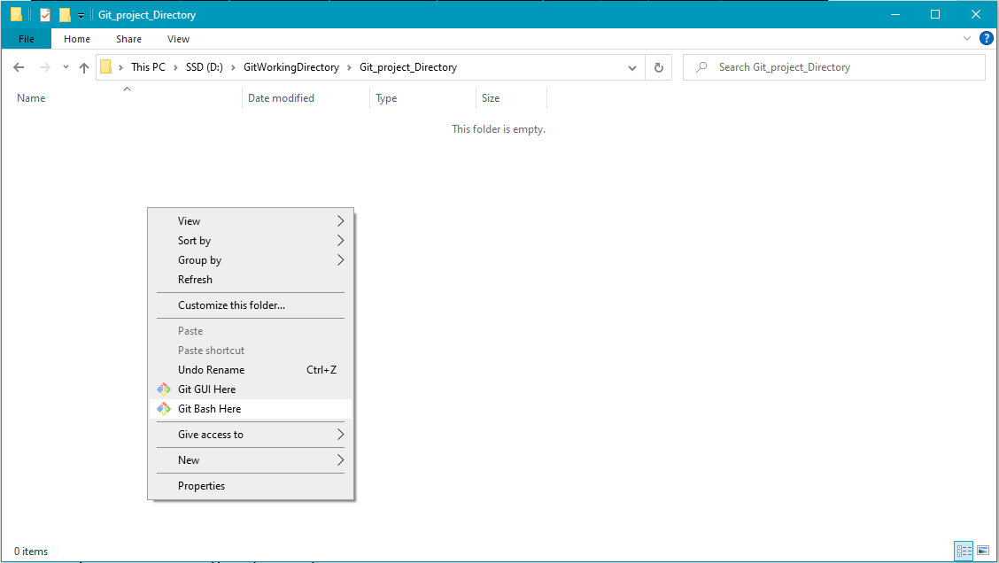 Git_project_Directory
File Home Share View
This PC SSD (D:) GitWorkingDirectory Git_project_Directory Search Git_project_Directory
Name Date modified Type Size
This folder is empty.
View
Sort by
Group by
Refresh
Customize this folder...
Paste
Paste shortcut
Undo Rename Ctrl+Z
Git GUI Here
Git Bash Here
Give access to
New
Properties
0 items